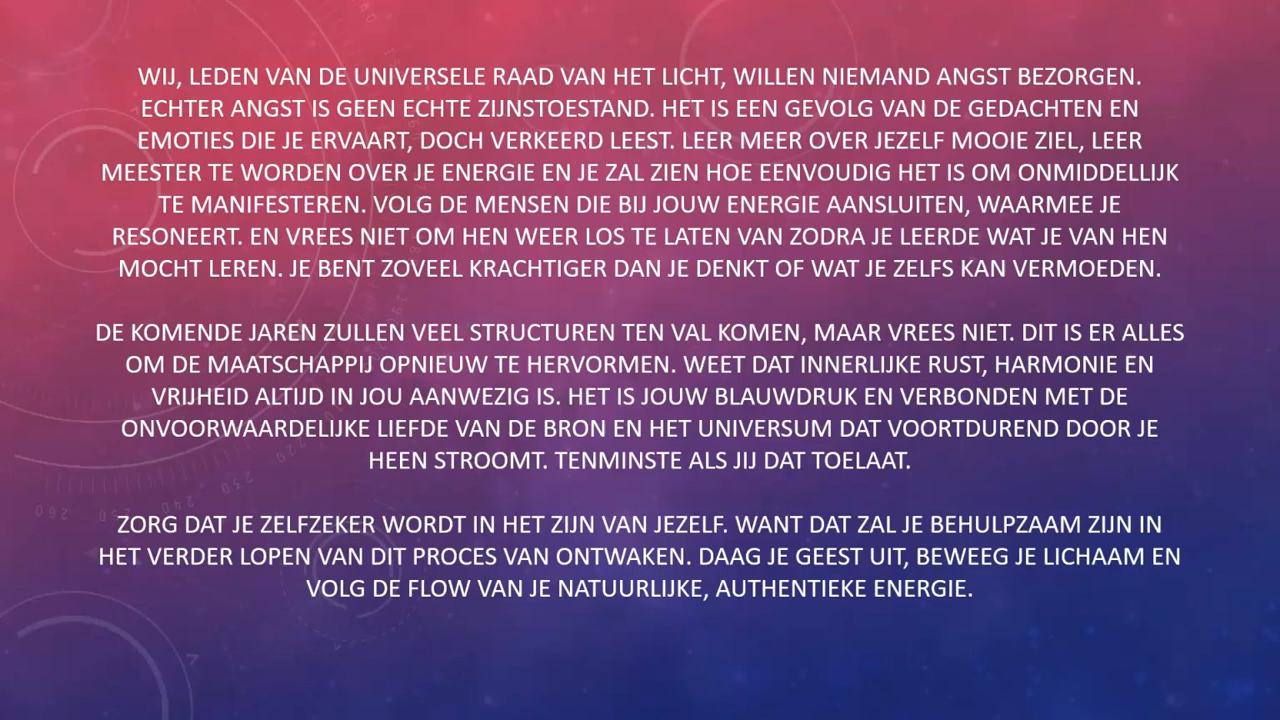 WIJ, LEDEN VAN DE UNIVERSELE RAAD VAN HET LICHT, WILLEN NIEMAND ANGST BEZORGEN.
ECHTER ANGST IS GEEN ECHTE ZIJNSTOESTAND. HET IS EEN GEVOLG VAN DE GEDACHTEN EN
EMOTIES DIE JE ERVAART, DOCH VERKEERD LEEST. LEER MEER OVER JEZELF MOOIE ZIEL, LEER
MEESTER TE WORDEN OVER JE ENERGIE EN JE ZAL ZIEN HOE EENVOUDIG HET IS OM ONMIDDELLIJK
TE MANIFESTEREN. VOLG DE MENSEN DIE BIJ JOUW ENERGIE AANSLUITEN, WAARMEE JE
RESONEERT. EN VREES NIET OM HEN WEER LOS TE LATEN VAN ZODRA JE LEERDE WAT JE VAN HEN
MOCHT LEREN. JE BENT ZOVEEL KRACHTIGER DAN JE DENKT OF WAT JE ZELFS KAN VERMOEDEN.
DE KOMENDE JAREN ZULLEN VEEL STRUCTUREN TEN VAL KOMEN, MAAR VREES NIET. DIT IS ER ALLES
OM DE MAATSCHAPPIJ OPNIEUW TE HERVORMEN. WEET DAT INNERLIJKE RUST, HARMONIE EN
VRIJHEID ALTIJD IN JOU AANWEZIG IS. HET IS JOUW BLAUWDRUK EN VERBONDEN MET DE
ONVOORWAARDELIJKE LIEFDE VAN DE BRON EN HET UNIVERSUM DAT VOORTDUREND DOOR JE
HEEN STROOMT. TENMINSTE ALS JIJ DAT TOELAAT.
ZORG DAT JE ZELFZEKER WORDT IN HET ZIJN VAN JEZELF. WANT DAT ZAL JE BEHULPZAAM ZIJN IN
HET VERDER LOPEN VAN DIT PROCES VAN ONTWAKEN. DAAG JE GEEST UIT, BEWEEG JE LICHAAM EN
VOLG DE FLOW VAN JE NATUURLIJKE, AUTHENTIEKE ENERGIE.
260 250 240 230 220